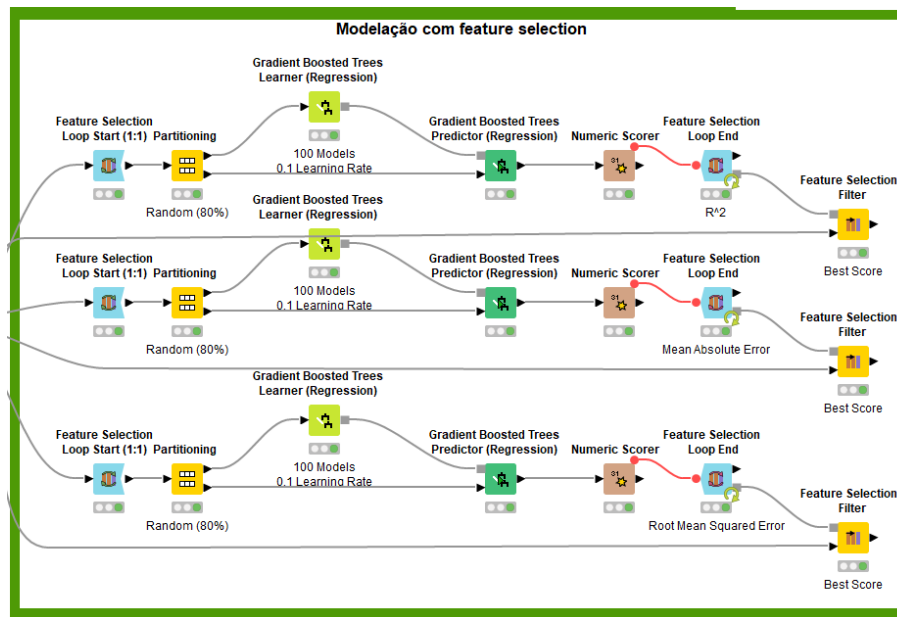 Modelação com feature selection
Gradient Boosted Trees
Learner (Regression)
Feature Selection
Loop Start (1:1)
Partitioning
Gradient Boosted Trees
Predictor (Regression)
Numeric Scorer
Feature Selection
Loop End
100 Models
0.1 Learning Rate
Random (80%)
R^2
Feature Selection
Filter
Best Score
Gradient Boosted Trees
Learner (Regression)
Feature Selection
Loop Start (1:1)
Partitioning
Gradient Boosted Trees
Predictor (Regression)
Numeric Scorer
Feature Selection
Loop End
100 Models
0.1 Learning Rate
Random (80%)
Mean Absolute Error
Feature Selection
Filter
Best Score
Gradient Boosted Trees
Learner (Regression)
Feature Selection
Loop Start (1:1)
Partitioning
Gradient Boosted Trees
Predictor (Regression)
Numeric Scorer
Feature Selection
Loop End
100 Models
0.1 Learning Rate
Random (80%)
Root Mean Squared Error
Feature Selection
Filter
Best Score